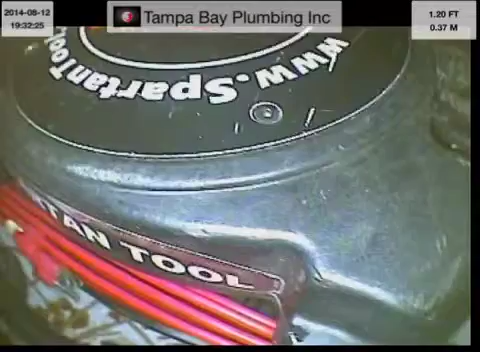 2014-08-12
19:32:25
Tampa Bay Plumbing Inc
1.20 FT
0.37 M
www.SpartanTool.
TAN TOOL